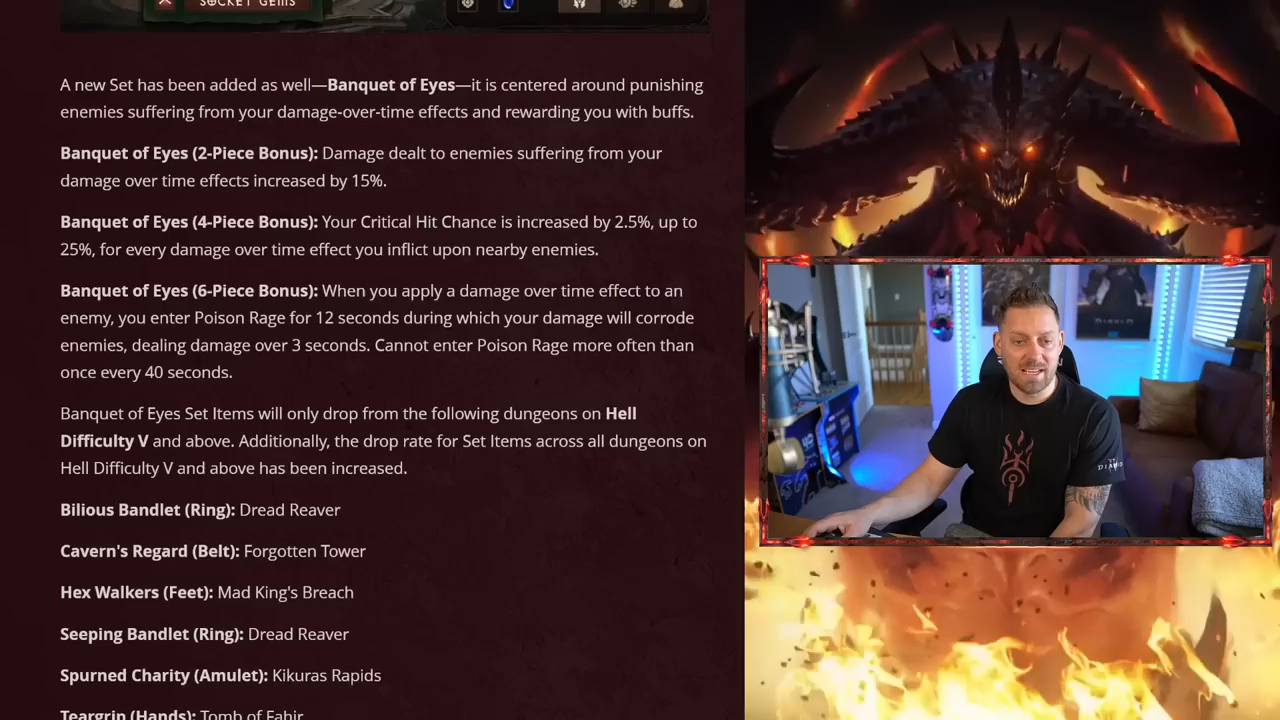 SOCKET GEMS
A new Set has been added as well—Banquet of Eyes—it is centered around punishing
enemies suffering from your damage-over-time effects and rewarding you with buffs.
Banquet of Eyes (2-Piece Bonus): Damage dealt to enemies suffering from your
damage over time effects increased by 15%.
Banquet of Eyes (4-Piece Bonus): Your Critical Hit Chance is increased by 2.5%, up to
25%, for every damage over time effect you inflict upon nearby enemies.
Banquet of Eyes (6-Piece Bonus): When you apply a damage over time effect to an
enemy, you enter Poison Rage for 12 seconds during which your damage will corrode
enemies, dealing damage over 3 seconds. Cannot enter Poison Rage more often than
once every 40 seconds.
Banquet of Eyes Set Items will only drop from the following dungeons on Hell
Difficulty V and above. Additionally, the drop rate for Set Items across all dungeons on
Hell Difficulty V and above has been increased.
Bilious Bandlet (Ring): Dread Reaver
Cavern's Regard (Belt): Forgotten Tower
Hex Walkers (Feet): Mad King's Breach
Seeping Bandlet (Ring): Dread Reaver
Spurned Charity (Amulet): Kikuras Rapids
Teargrip (Hands): Tomb of Fahir
DIABLO